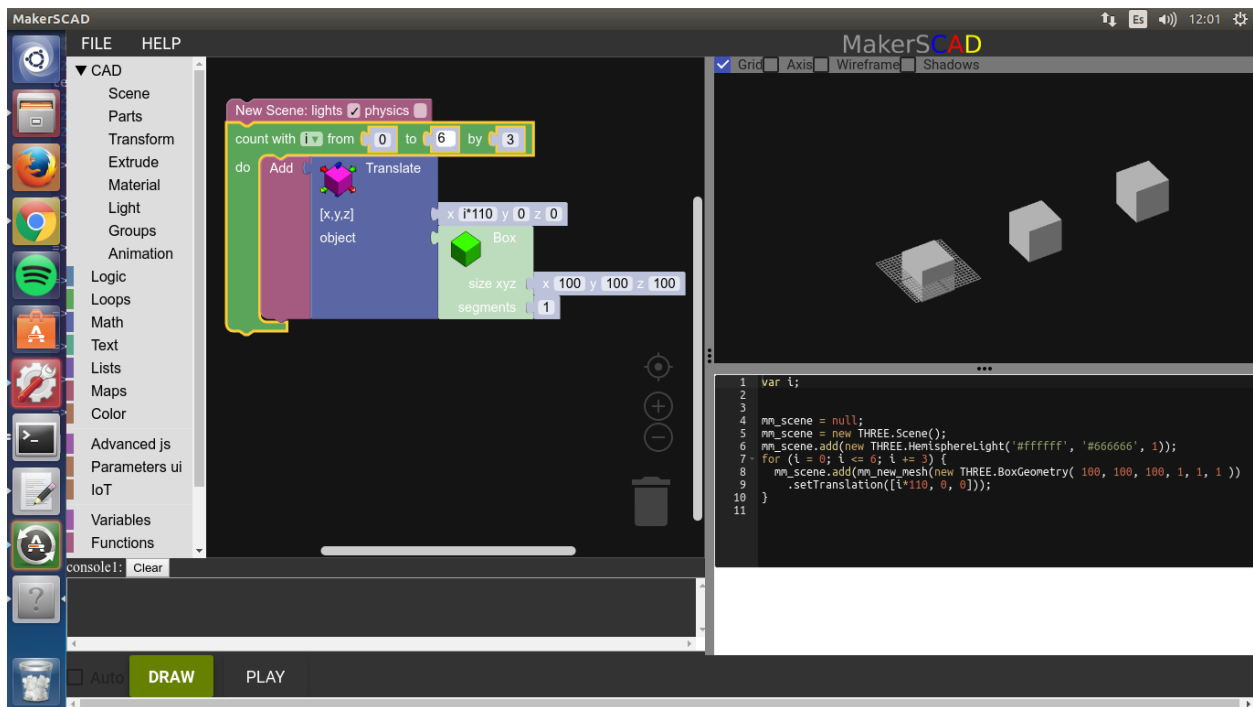 MakerSCAD
Es 12:01
FILE HELP
MakerSCAD
▼ CAD
Scene
Parts
Transform
Extrude
Material
Light
Groups
Animation
Logic
Loops
Math
Text
Lists
Maps
Color
Advanced js
Parameters ui
IoT
Variables
Functions
New Scene: lights physics
count with i from 0 to 6 by 3
do Add Translate
[x,y,z] x i*110 y 0 z 0
object Box
size xyz x 100 y 100 z 100
segments 1
Grid Axis Wireframe Shadows
1 var i;
2
3
4 mm_scene = null;
5 mm_scene = new THREE.Scene();
6 mm_scene.add(new THREE.HemisphereLight('#ffffff', '#666666', 1));
7 for (i = 0; i <= 6; i += 3) {
8 mm_scene.add(mm_new_mesh(new THREE.BoxGeometry( 100, 100, 100, 1, 1, 1 ))
9 .setTranslation([i*110, 0, 0]));
10 }
11
console1: Clear
Auto DRAW PLAY